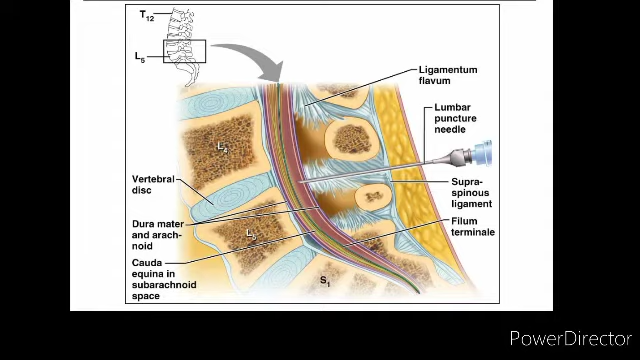 T12
L5
Ligamentum
flavum
Lumbar
puncture
needle
L4
Vertebral
disc
Supra-
spinous
ligament
Dura mater
and arach-
noid
Filum
terminale
L5
Cauda
equina in
subarachnoid
space
S1
PowerDirector